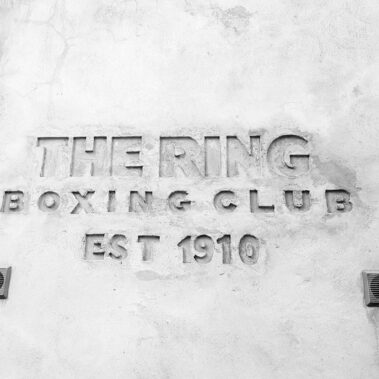 THE RING
BOXING CLUB
EST 1910